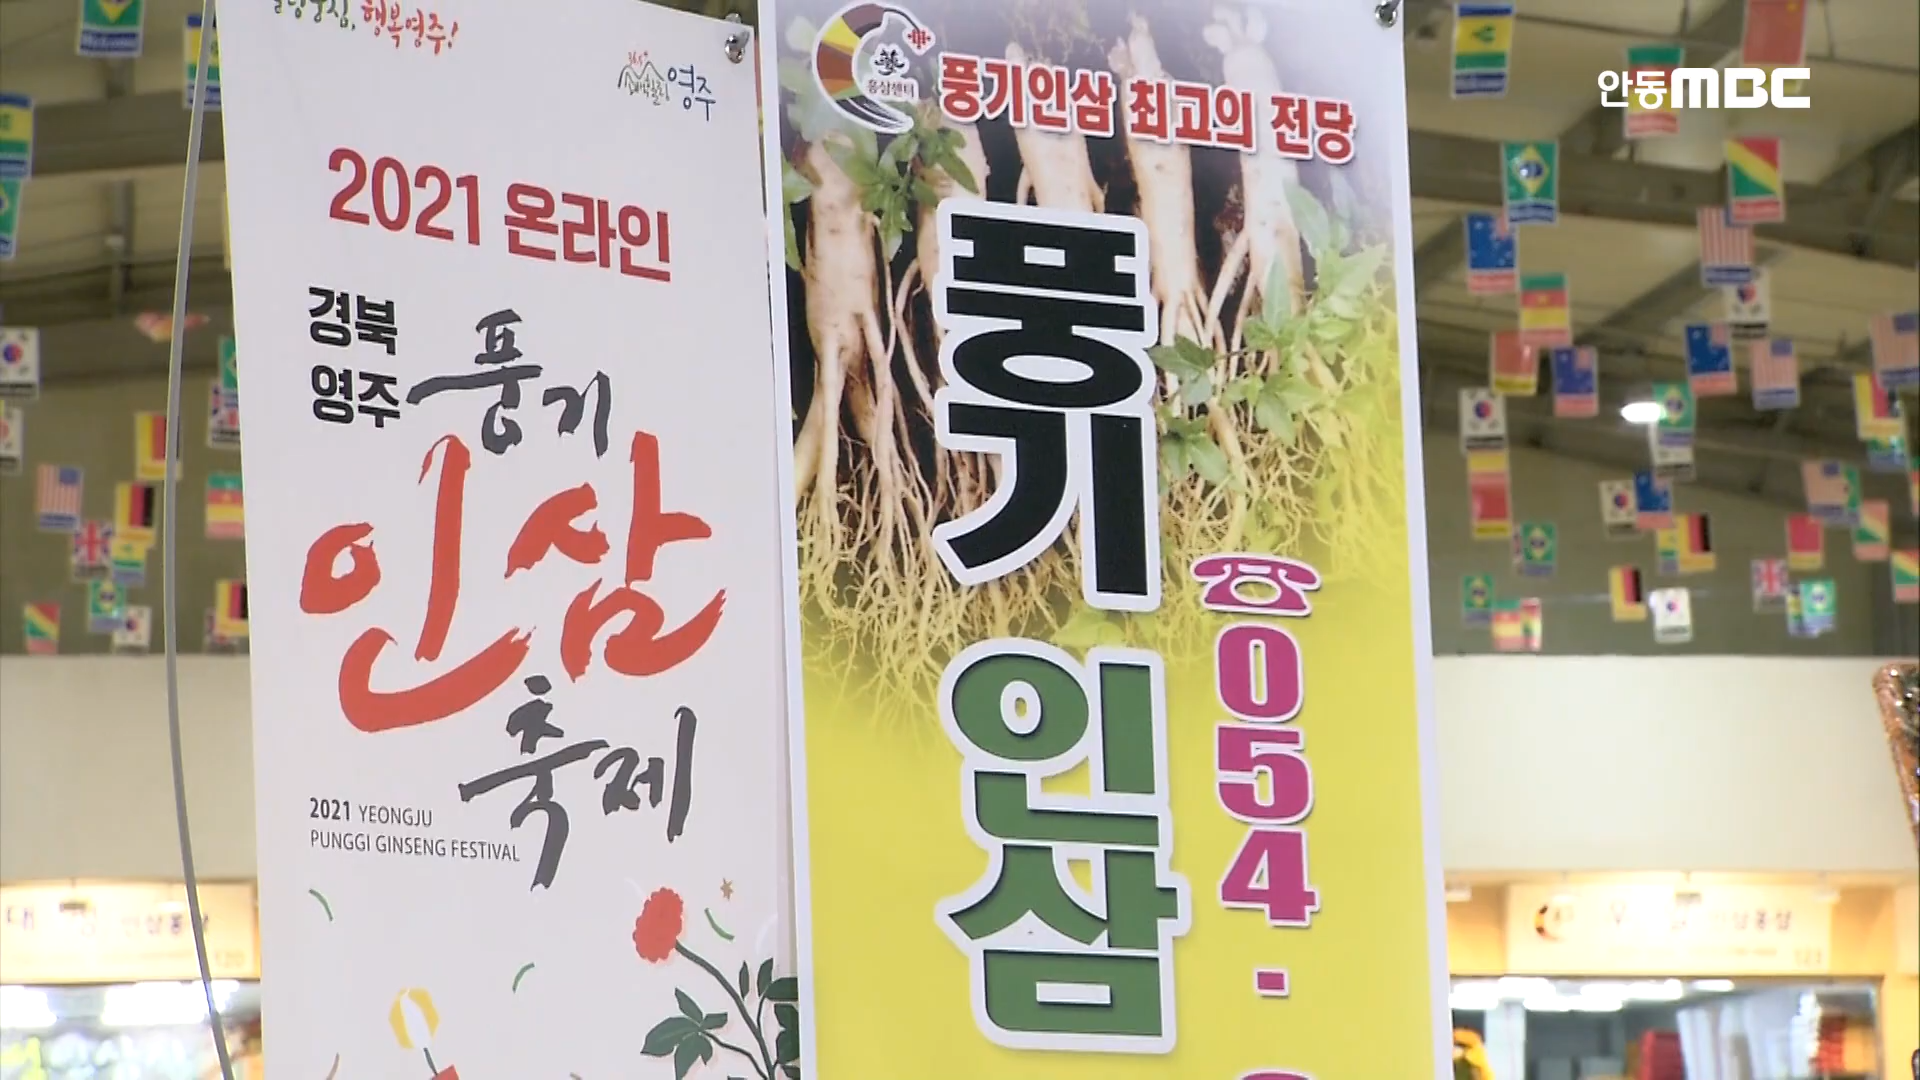 행복영주!
영주
2021 온라인
경북
영주
풍기
인삼
축제
2021 YEONGJU
PUNGGI GINSENG FESTIVAL
홍삼센터
풍기인삼 최고의 전당
풍기
인삼
☎054-
안동MBC